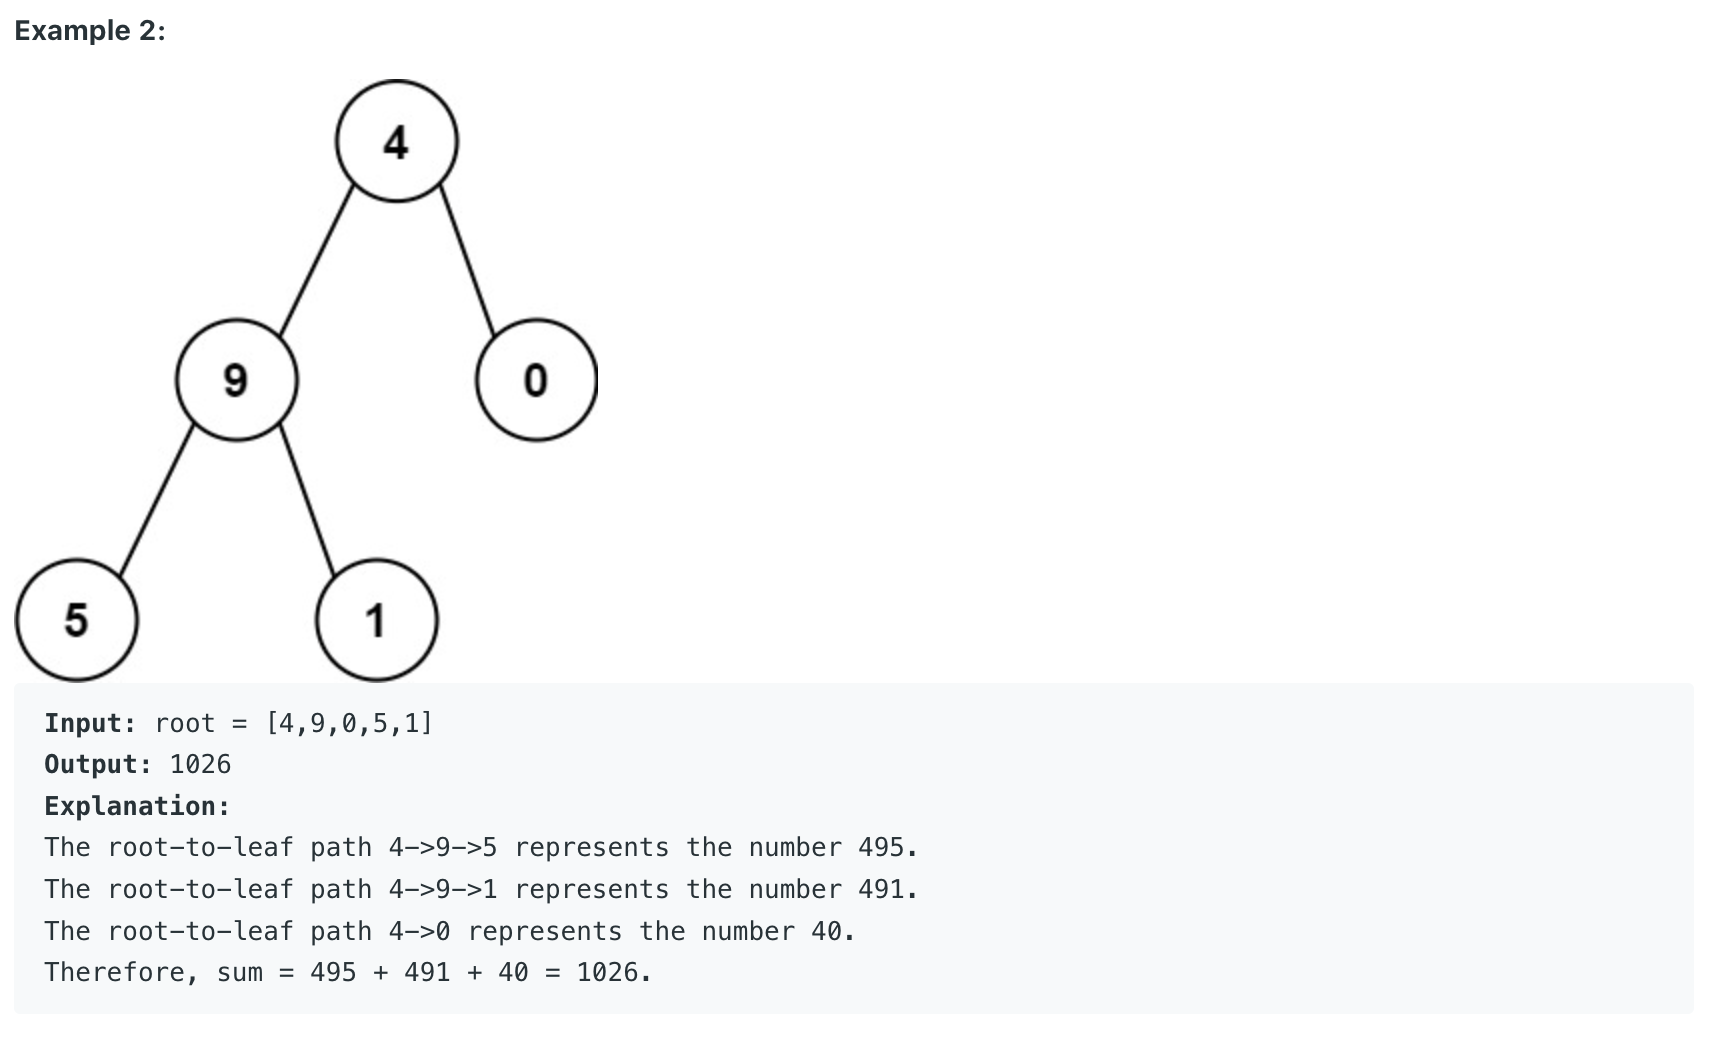 Example 2:
4
9
0
5
1
Input: root = [4,9,0,5,1]
Output: 1026
Explanation:
The root-to-leaf path 4->9->5 represents the number 495.
The root-to-leaf path 4->9->1 represents the number 491.
The root-to-leaf path 4->0 represents the number 40.
Therefore, sum = 495 + 491 + 40 = 1026.